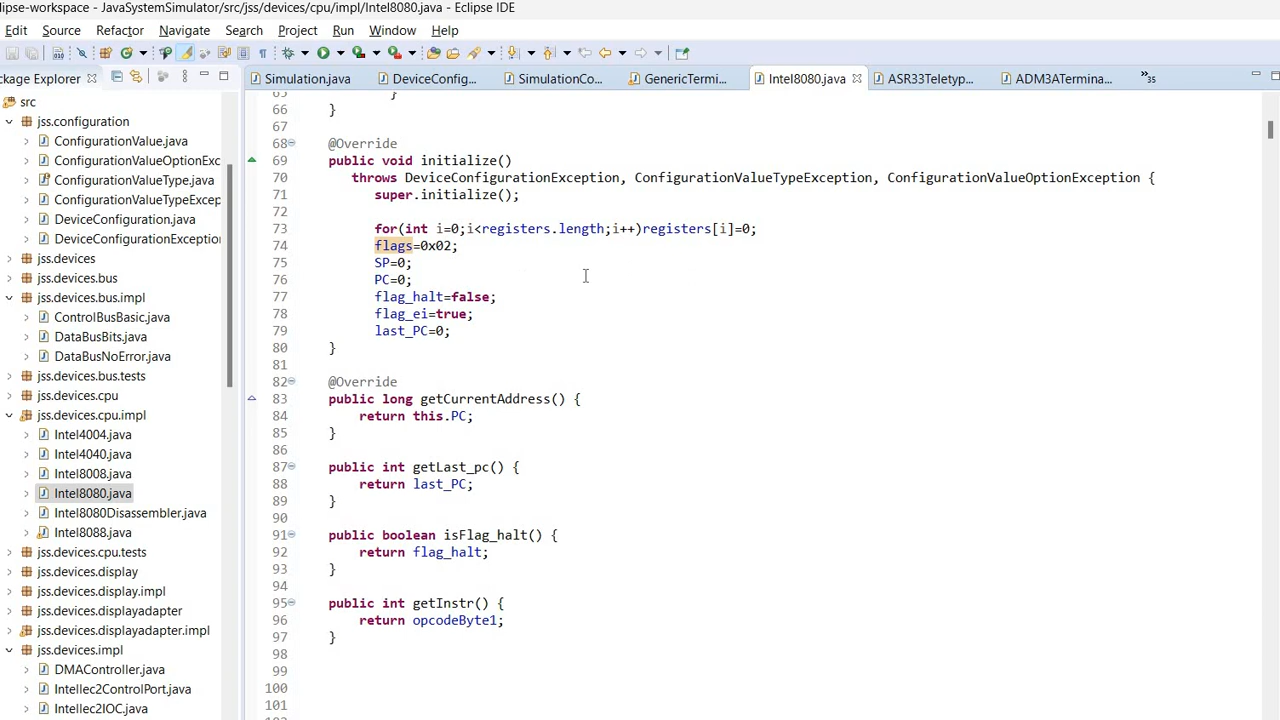 clipse-workspace - JavaSystemSimulator/src/jss/devices/cpu/impl/Intel8080.java - Eclipse IDE
Edit Source Refactor Navigate Search Project Run Window Help
ckage Explorer
Simulation.java DeviceConfig... SimulationCo... GenericTermi... Intel8080.java ASR33Teletyp... ADM3ATermina... »35
src
jss.configuration
ConfigurationValue.java
ConfigurationValueOptionExc
ConfigurationValueType.java
ConfigurationValueTypeExcep
DeviceConfiguration.java
DeviceConfigurationException
jss.devices
jss.devices.bus
jss.devices.bus.impl
ControlBusBasic.java
DataBusBits.java
DataBusNoError.java
jss.devices.bus.tests
jss.devices.cpu
jss.devices.cpu.impl
Intel4004.java
Intel4040.java
Intel8008.java
Intel8080.java
Intel8080Disassembler.java
Intel8088.java
jss.devices.cpu.tests
jss.devices.display
jss.devices.display.impl
jss.devices.displayadapter
jss.devices.displayadapter.impl
jss.devices.impl
DMAController.java
Intellec2ControlPort.java
Intellec2IOC.java
65 }
66 }
67
68 @Override
69 public void initialize()
70 throws DeviceConfigurationException, ConfigurationValueTypeException, ConfigurationValueOptionException {
71 super.initialize();
72
73 for(int i=0;i<registers.length;i++)registers[i]=0;
74 flags=0x02;
75 SP=0;
76 PC=0;
77 flag_halt=false;
78 flag_ei=true;
79 last_PC=0;
80 }
81
82 @Override
83 public long getCurrentAddress() {
84 return this.PC;
85 }
86
87 public int getLast_pc() {
88 return last_PC;
89 }
90
91 public boolean isFlag_halt() {
92 return flag_halt;
93 }
94
95 public int getInstr() {
96 return opcodeByte1;
97 }
98
99
100
101